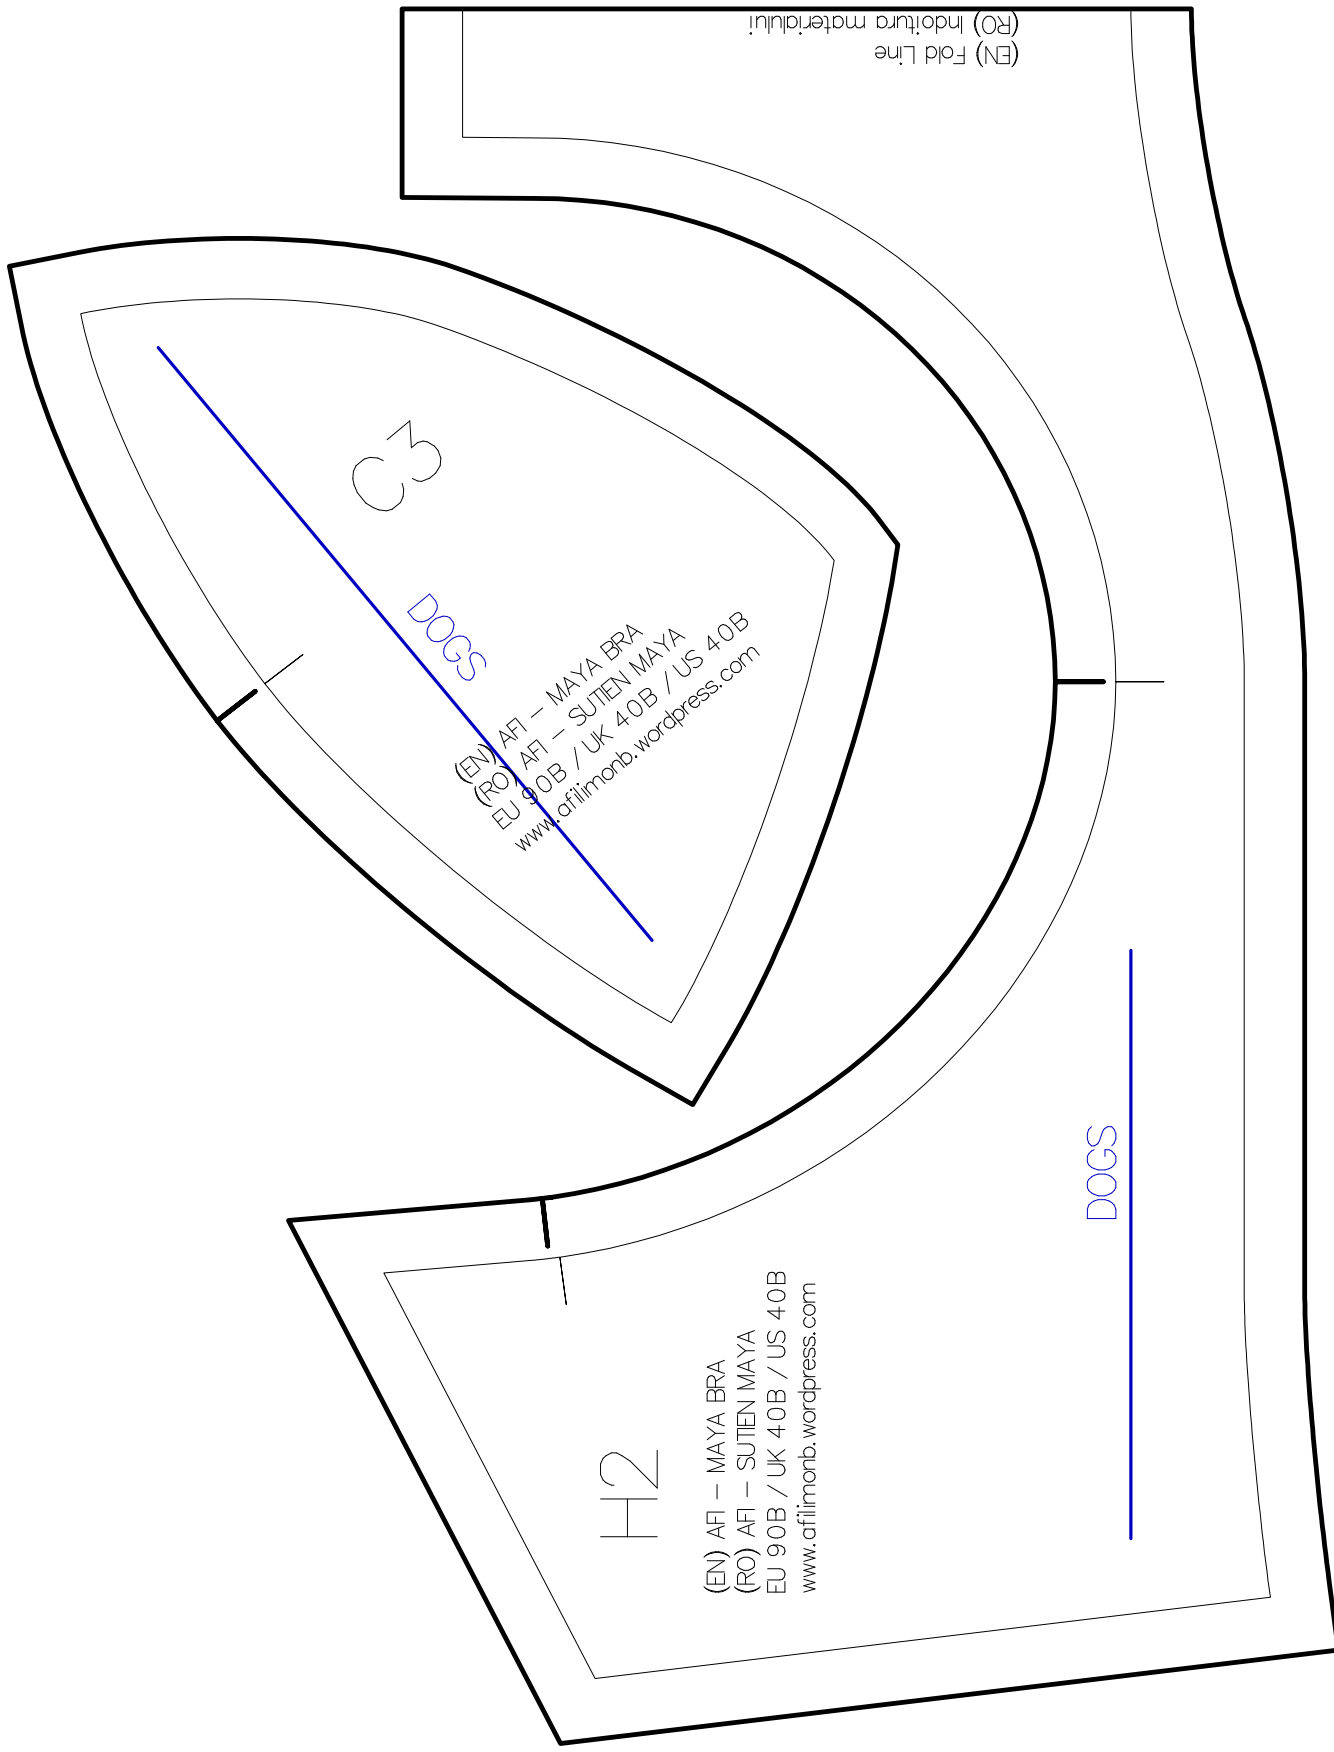 (EN) Fold Line
(RO) Indoitura materialului
C3
DOGS
(EN) AFI - MAYA BRA
(RO) AFI - SUTIEN MAYA
EU 90B / UK 40B / US 40B
www.afilimonb.wordpress.com
DOGS
H2
(EN) AFI - MAYA BRA
(RO) AFI - SUTIEN MAYA
EU 90B / UK 40B / US 40B
www.afilimonb.wordpress.com